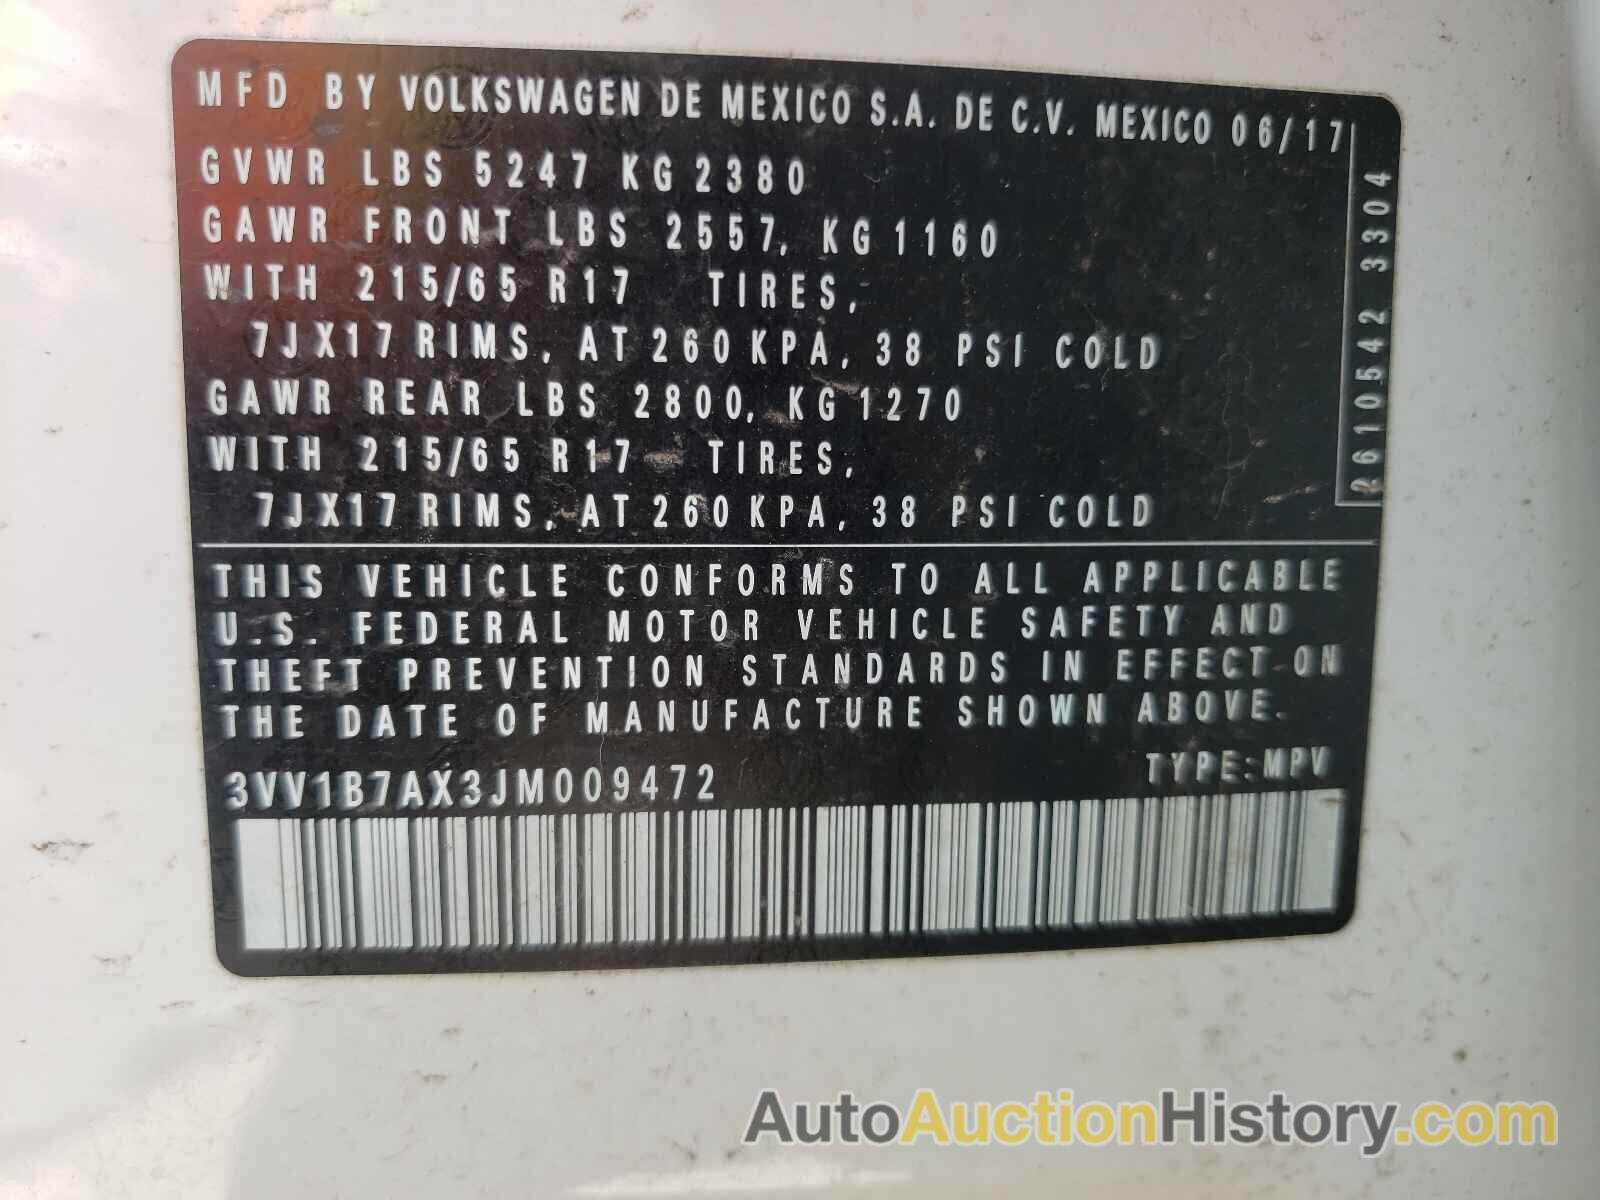 MFD BY VOLKSWAGEN DE MEXICO S.A. DE C.V. MEXICO 06/17
GVWR LBS 5247 KG 2380
GAWR FRONT LBS 2557, KG 1160
WITH 215/65 R17 TIRES,
7JX17 RIMS, AT 260 KPA, 38 PSI COLD
GAWR REAR LBS 2800, KG 1270
WITH 215/65 R17 TIRES,
7JX17 RIMS, AT 260 KPA, 38 PSI COLD
2610542 3304
THIS VEHICLE CONFORMS TO ALL APPLICABLE
U.S. FEDERAL MOTOR VEHICLE SAFETY AND
THEFT PREVENTION STANDARDS IN EFFECT ON
THE DATE OF MANUFACTURE SHOWN ABOVE.
3VV1B7AX3JM009472
TYPE: MPV
AutoAuctionHistory.com